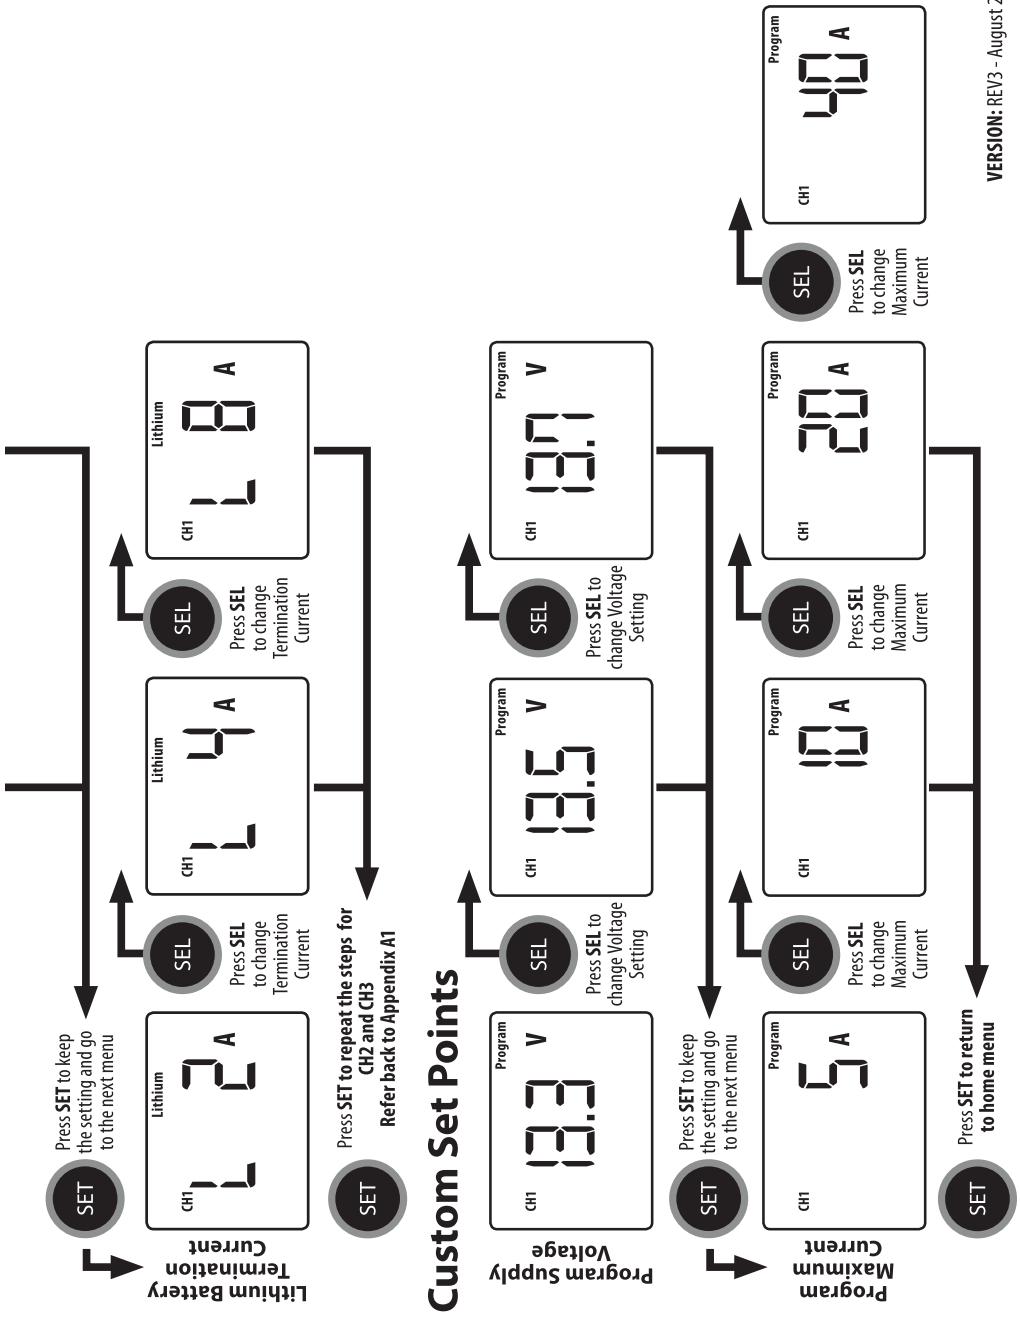 SET
Press SET to keep
the setting and go
to the next menu
Lithium Battery
Termination
Current
CH1
Lithium
L 2 A
SEL
Press SEL
to change
Termination
Current
CH1
Lithium
L 4 A
SEL
Press SEL
to change
Termination
Current
CH1
Lithium
L 8 A
SET
Press SET to repeat the steps for
CH2 and CH3
Refer back to Appendix A1
Custom Set Points
Program Supply
Voltage
CH1
Program
13.3 V
SEL
Press SEL to
change Voltage
Setting
CH1
Program
13.5 V
SEL
Press SEL to
change Voltage
Setting
CH1
Program
13.7 V
SET
Press SET to keep
the setting and go
to the next menu
Program
Maximum
Current
CH1
Program
5 A
SEL
Press SEL
to change
Maximum
Current
CH1
Program
10 A
SEL
Press SEL
to change
Maximum
Current
CH1
Program
20 A
SEL
Press SEL
to change
Maximum
Current
CH1
Program
40 A
SET
Press SET to return
to home menu
VERSION: REV3 - August 2